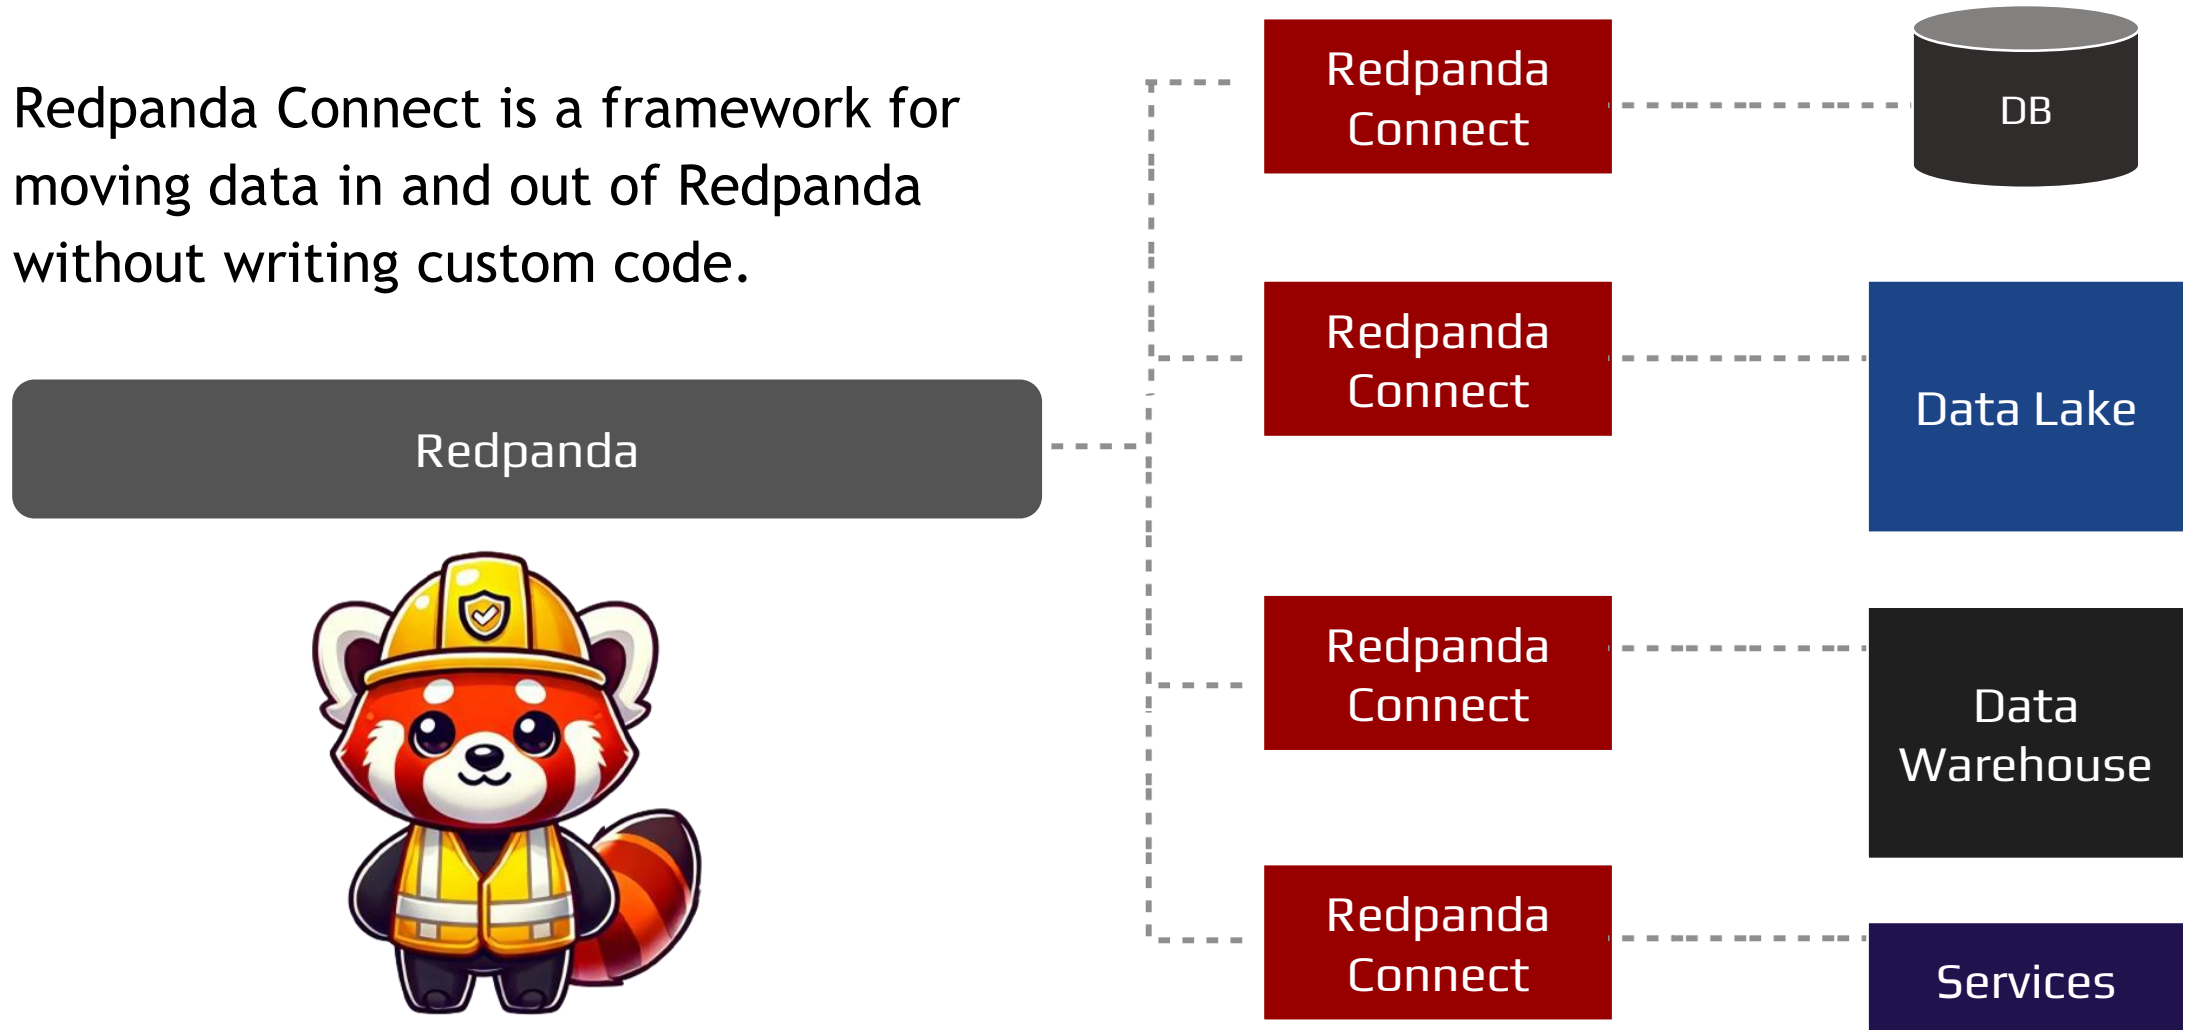 Redpanda Connect is a framework for
moving data in and out of Redpanda
without writing custom code.
Redpanda
Redpanda
Connect
DB
Redpanda
Connect
Data Lake
Redpanda
Connect
Data
Warehouse
Redpanda
Connect
Services